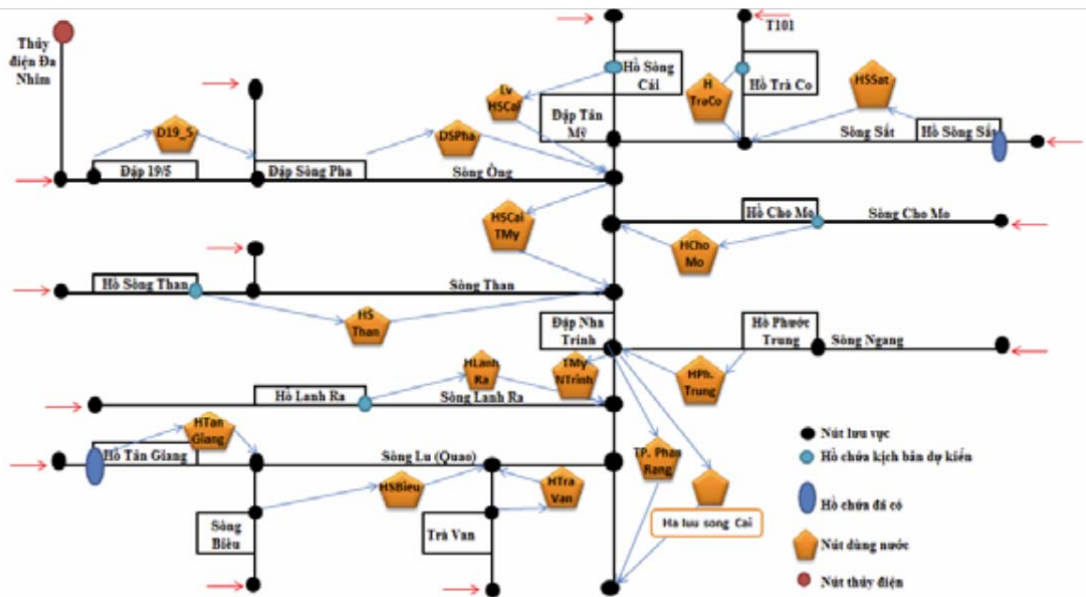 Thủy
điện Đa
Nhim
T101
Hồ Sông
Cái
Hồ Trà Co
Lv
HSCai
H
TraCo
HSSat
Đập Tân
Mỹ
Sông Sắt
Hồ Sông Sắt
D19_5
DSPha
Đập 19/5
Đập Sông Pha
Sông Ông
HSCai
TMy
Hồ Cho Mo
Sông Cho Mo
HCho
Mo
Hồ Sông Than
Sông Than
HS
Than
Đập Nha
Trinh
Hồ Phước
Trung
Sông Ngang
HLanh
Ra
TMy
NTrinh
HPh.
Trung
Hồ Lanh Ra
Sông Lanh Ra
HTan
Giang
Hồ Tân Giang
Sông Lu (Quao)
HSBieu
HTra
Van
TP. Phan
Rang
Ha luu song Cai
Sông
Biêu
Trà Van
Nút lưu vực
Hồ chứa kịch bản dự kiến
Hồ chứa đã có
Nút dùng nước
Nút thủy điện